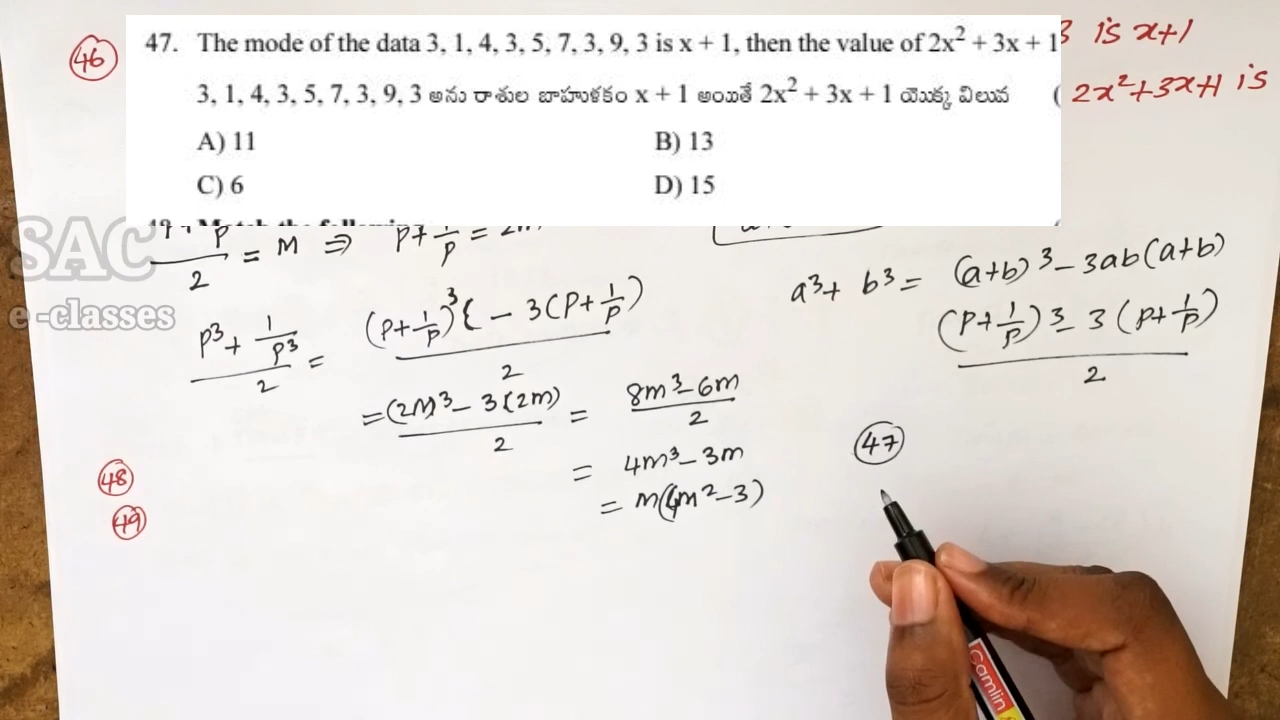 46
47. The mode of the data 3, 1, 4, 3, 5, 7, 3, 9, 3 is x + 1, then the value of 2x² + 3x + 1
3 is x+1
3, 1, 4, 3, 5, 7, 3, 9, 3 అను రాశుల బాహుళకం x + 1 అయితే 2x² + 3x + 1 యొక్క విలువ (
2x²+3x+1 is
A) 11 B) 13
C) 6 D) 15
SAC
e-classes
/2 = M ⇒ P + 1/P = 2M
a³ + b³ = (a+b)³ - 3ab(a+b)
(P + 1/P)³ - 3(P + 1/P) / 2
(P³ + 1/P³) / 2 = (P + 1/P)³ { - 3(P + 1/P) / 2
= (2M)³ - 3(2m) / 2 = 8m³ - 6m / 2
= 4m³ - 3m
= m(4m² - 3)
47
48
49
Camlin